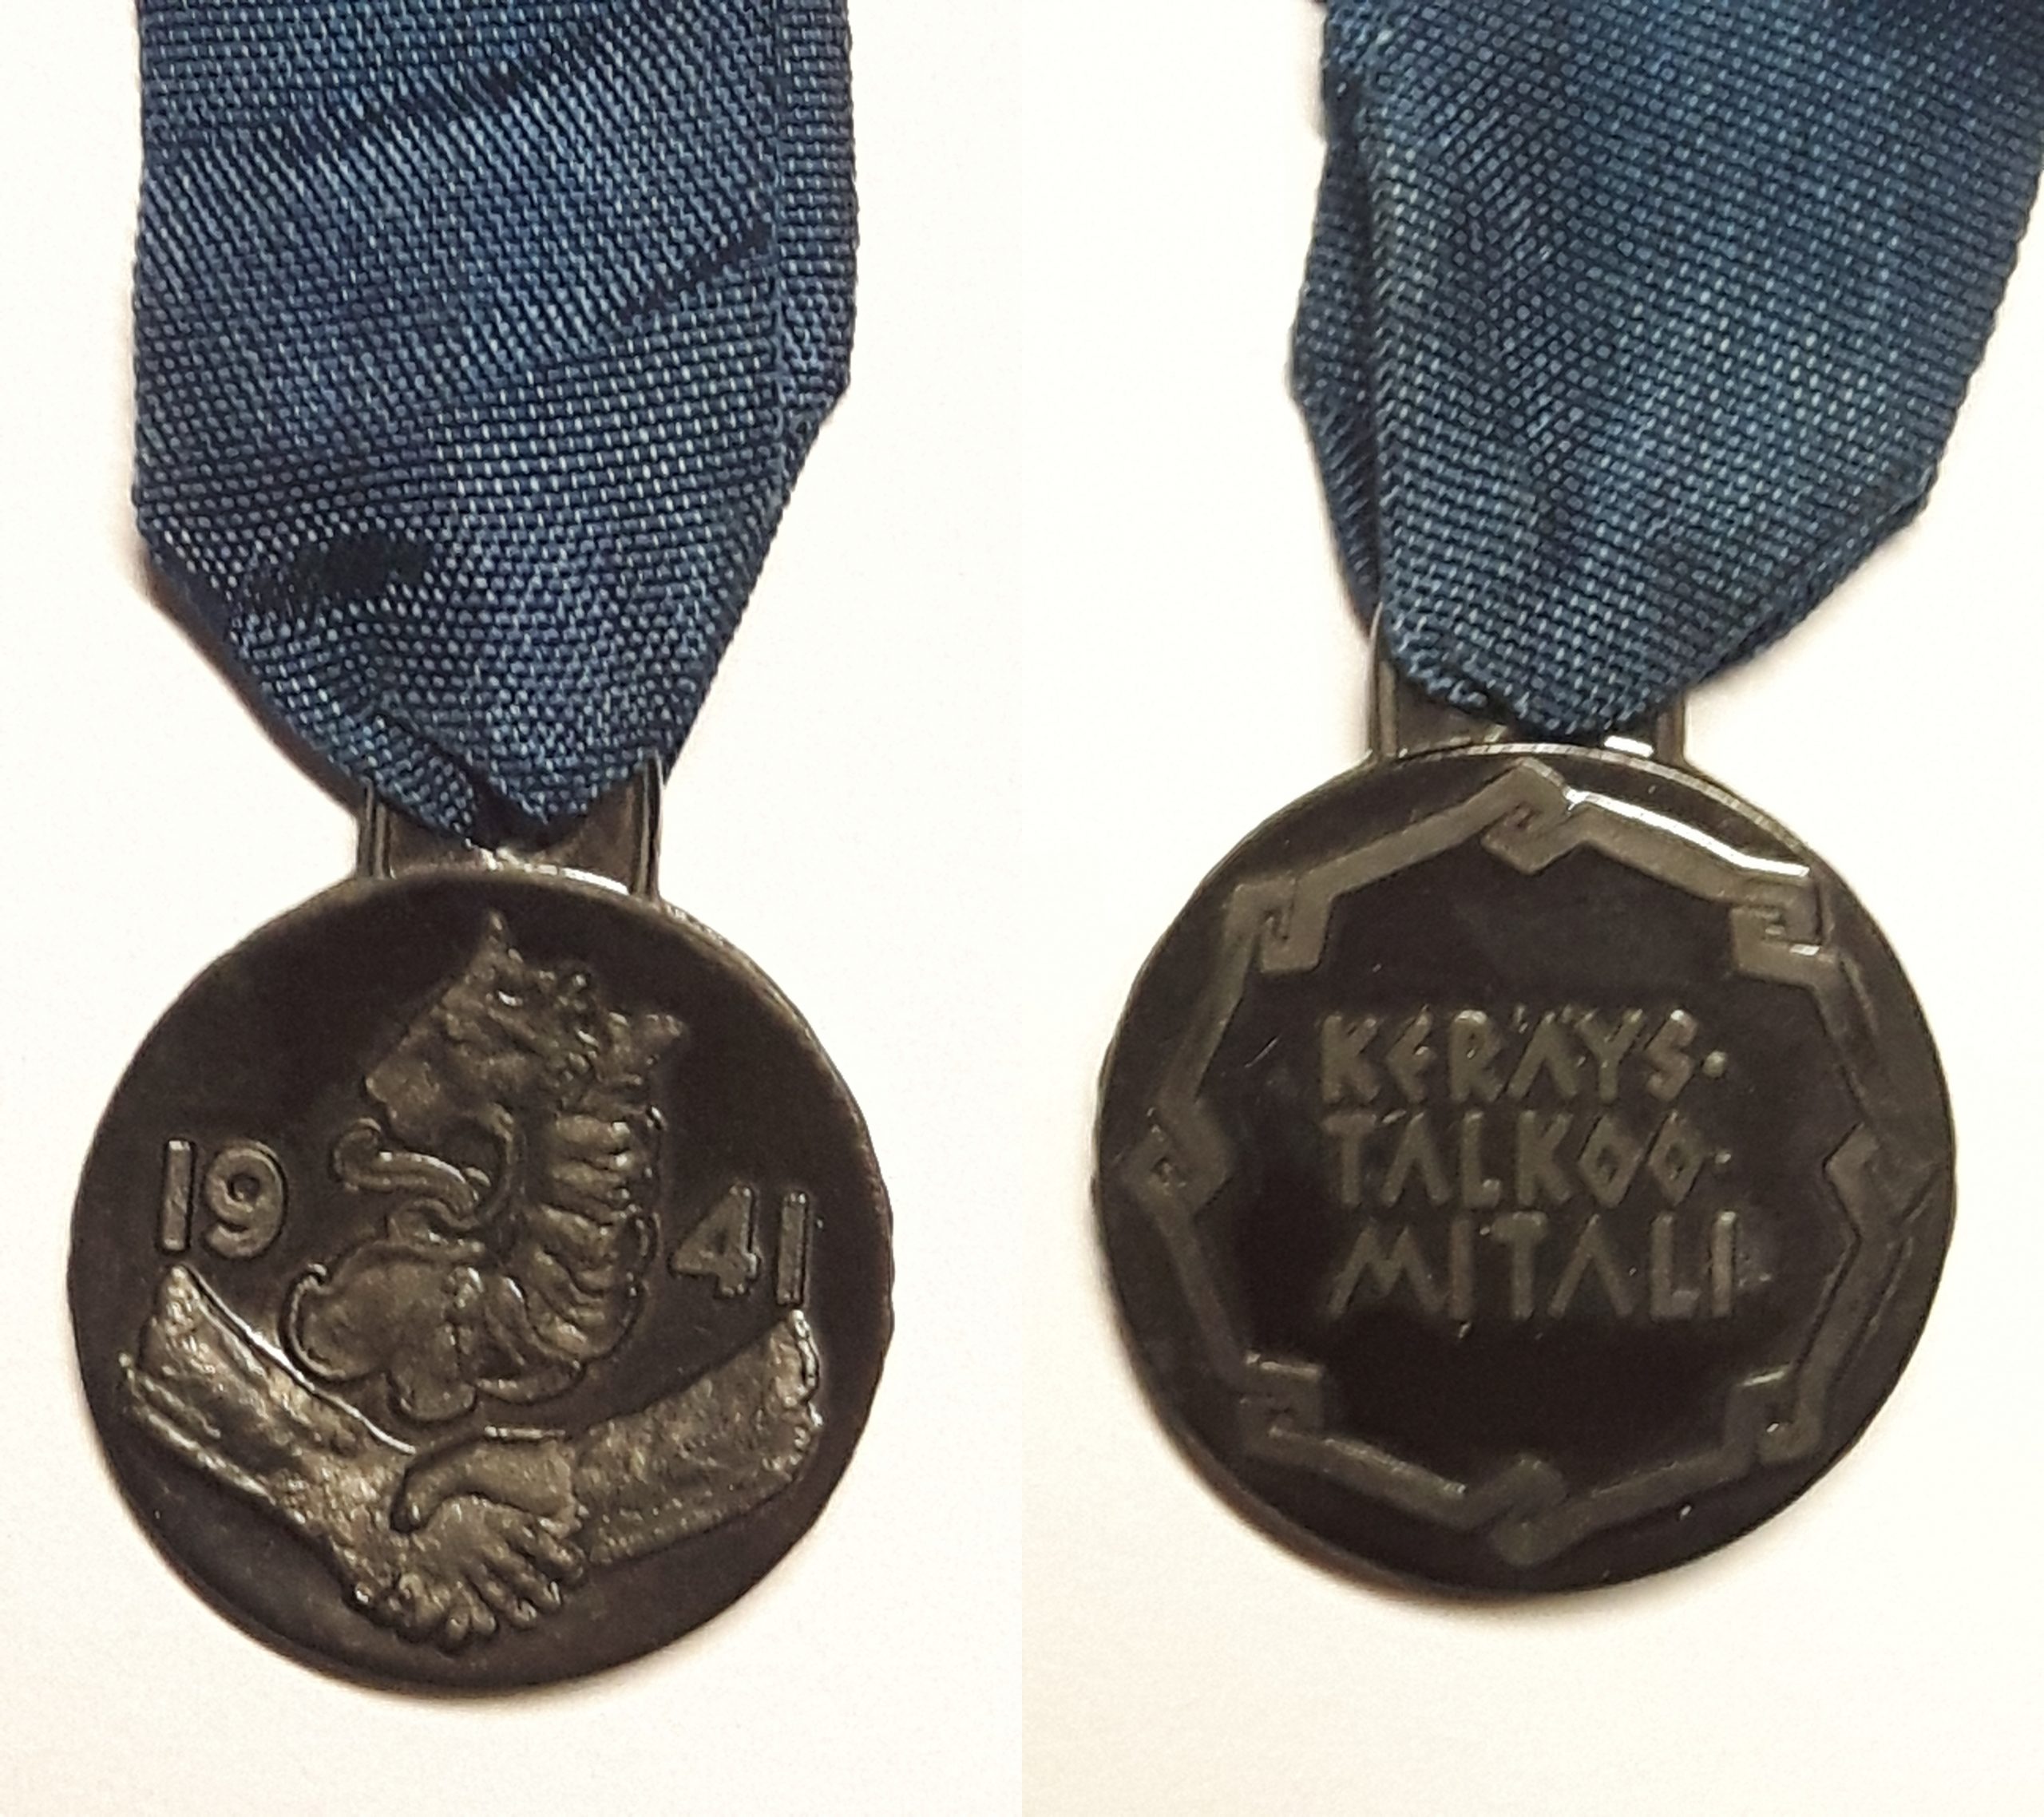 19 41
KERÄYS-
TALKOO-
MITALI